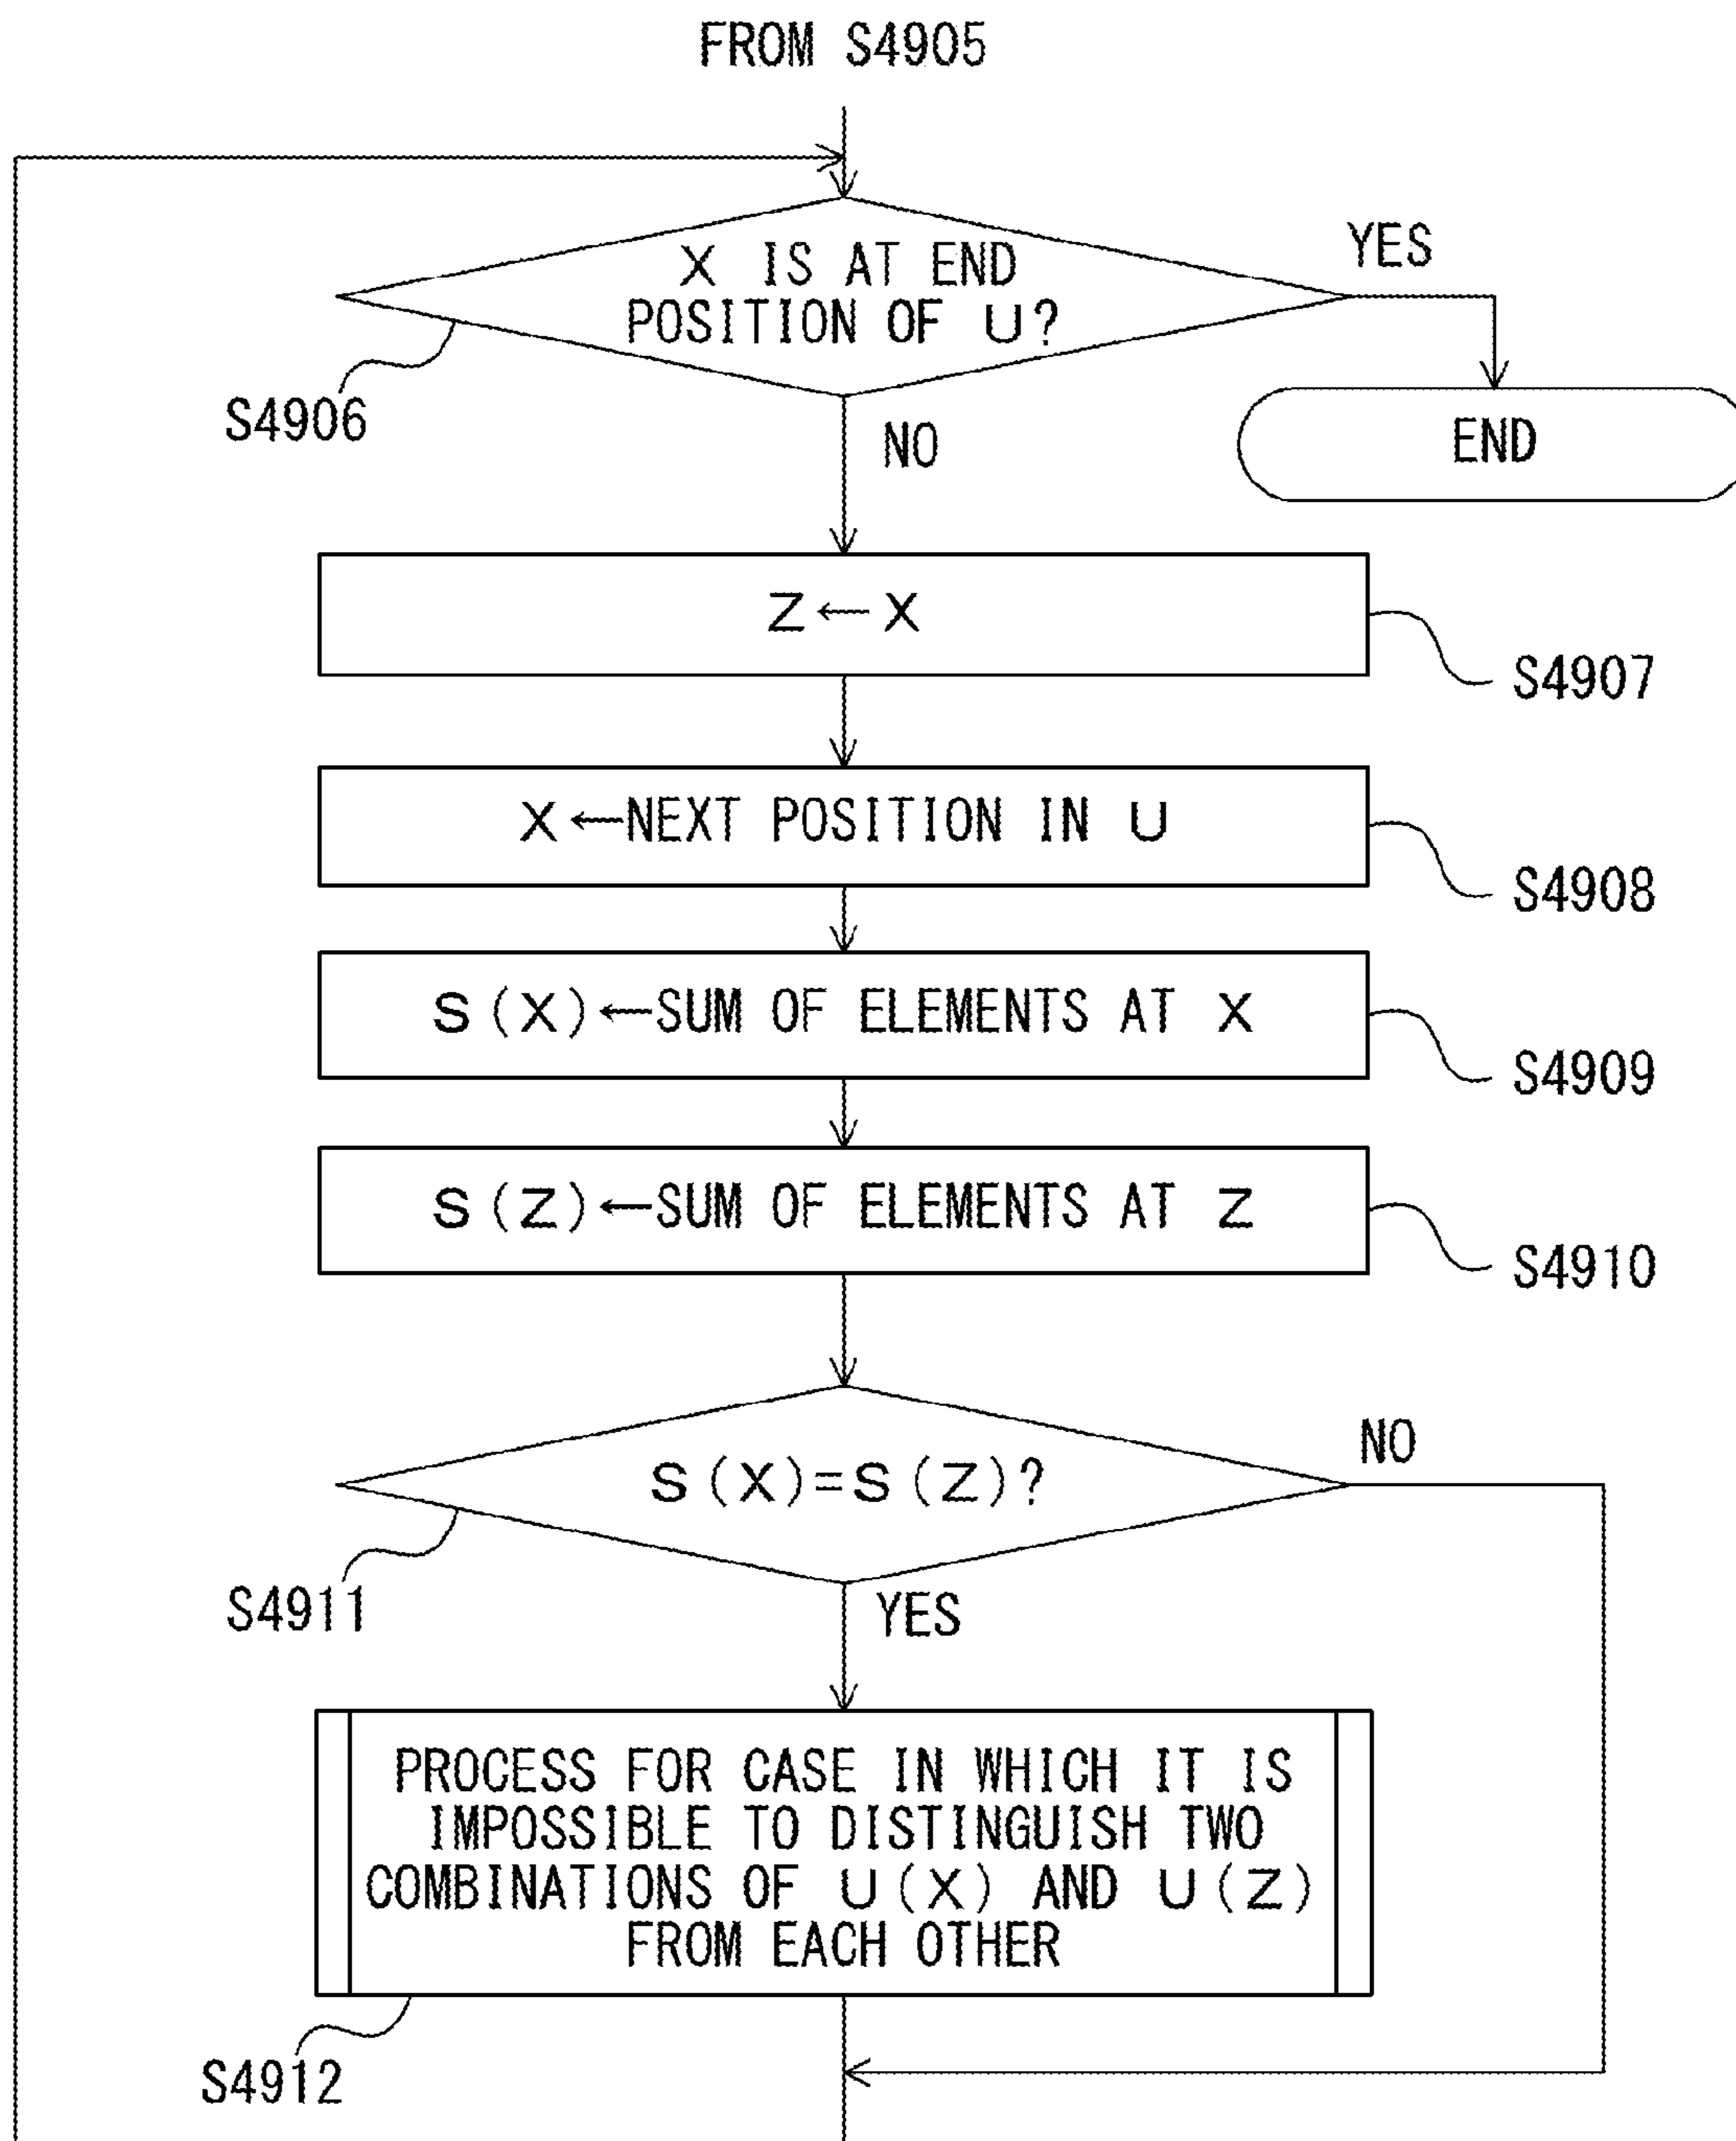 FROM S4905
X IS AT END
POSITION OF U?
YES
S4906
NO
END
Z←X
S4907
X←NEXT POSITION IN U
S4908
S(X)←SUM OF ELEMENTS AT X
S4909
S(Z)←SUM OF ELEMENTS AT Z
S4910
S(X)=S(Z)?
NO
S4911
YES
PROCESS FOR CASE IN WHICH IT IS
IMPOSSIBLE TO DISTINGUISH TWO
COMBINATIONS OF U(X) AND U(Z)
FROM EACH OTHER
S4912